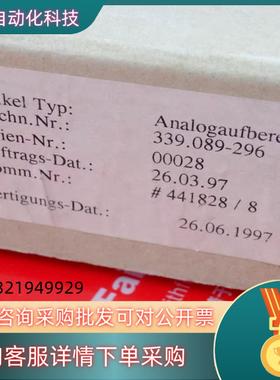 自动化科技
kel Typ:
Analogaufbere
chn.Nr.:
339.089-296
ien-Nr.:
00028
ftrags-Dat.:
26.03.97
omm.Nr.:
# 441828 / 8
ertigungs-Dat.:
26.06.1997
321949929
咨询采购批发可对公开票
询客服详情下单采购